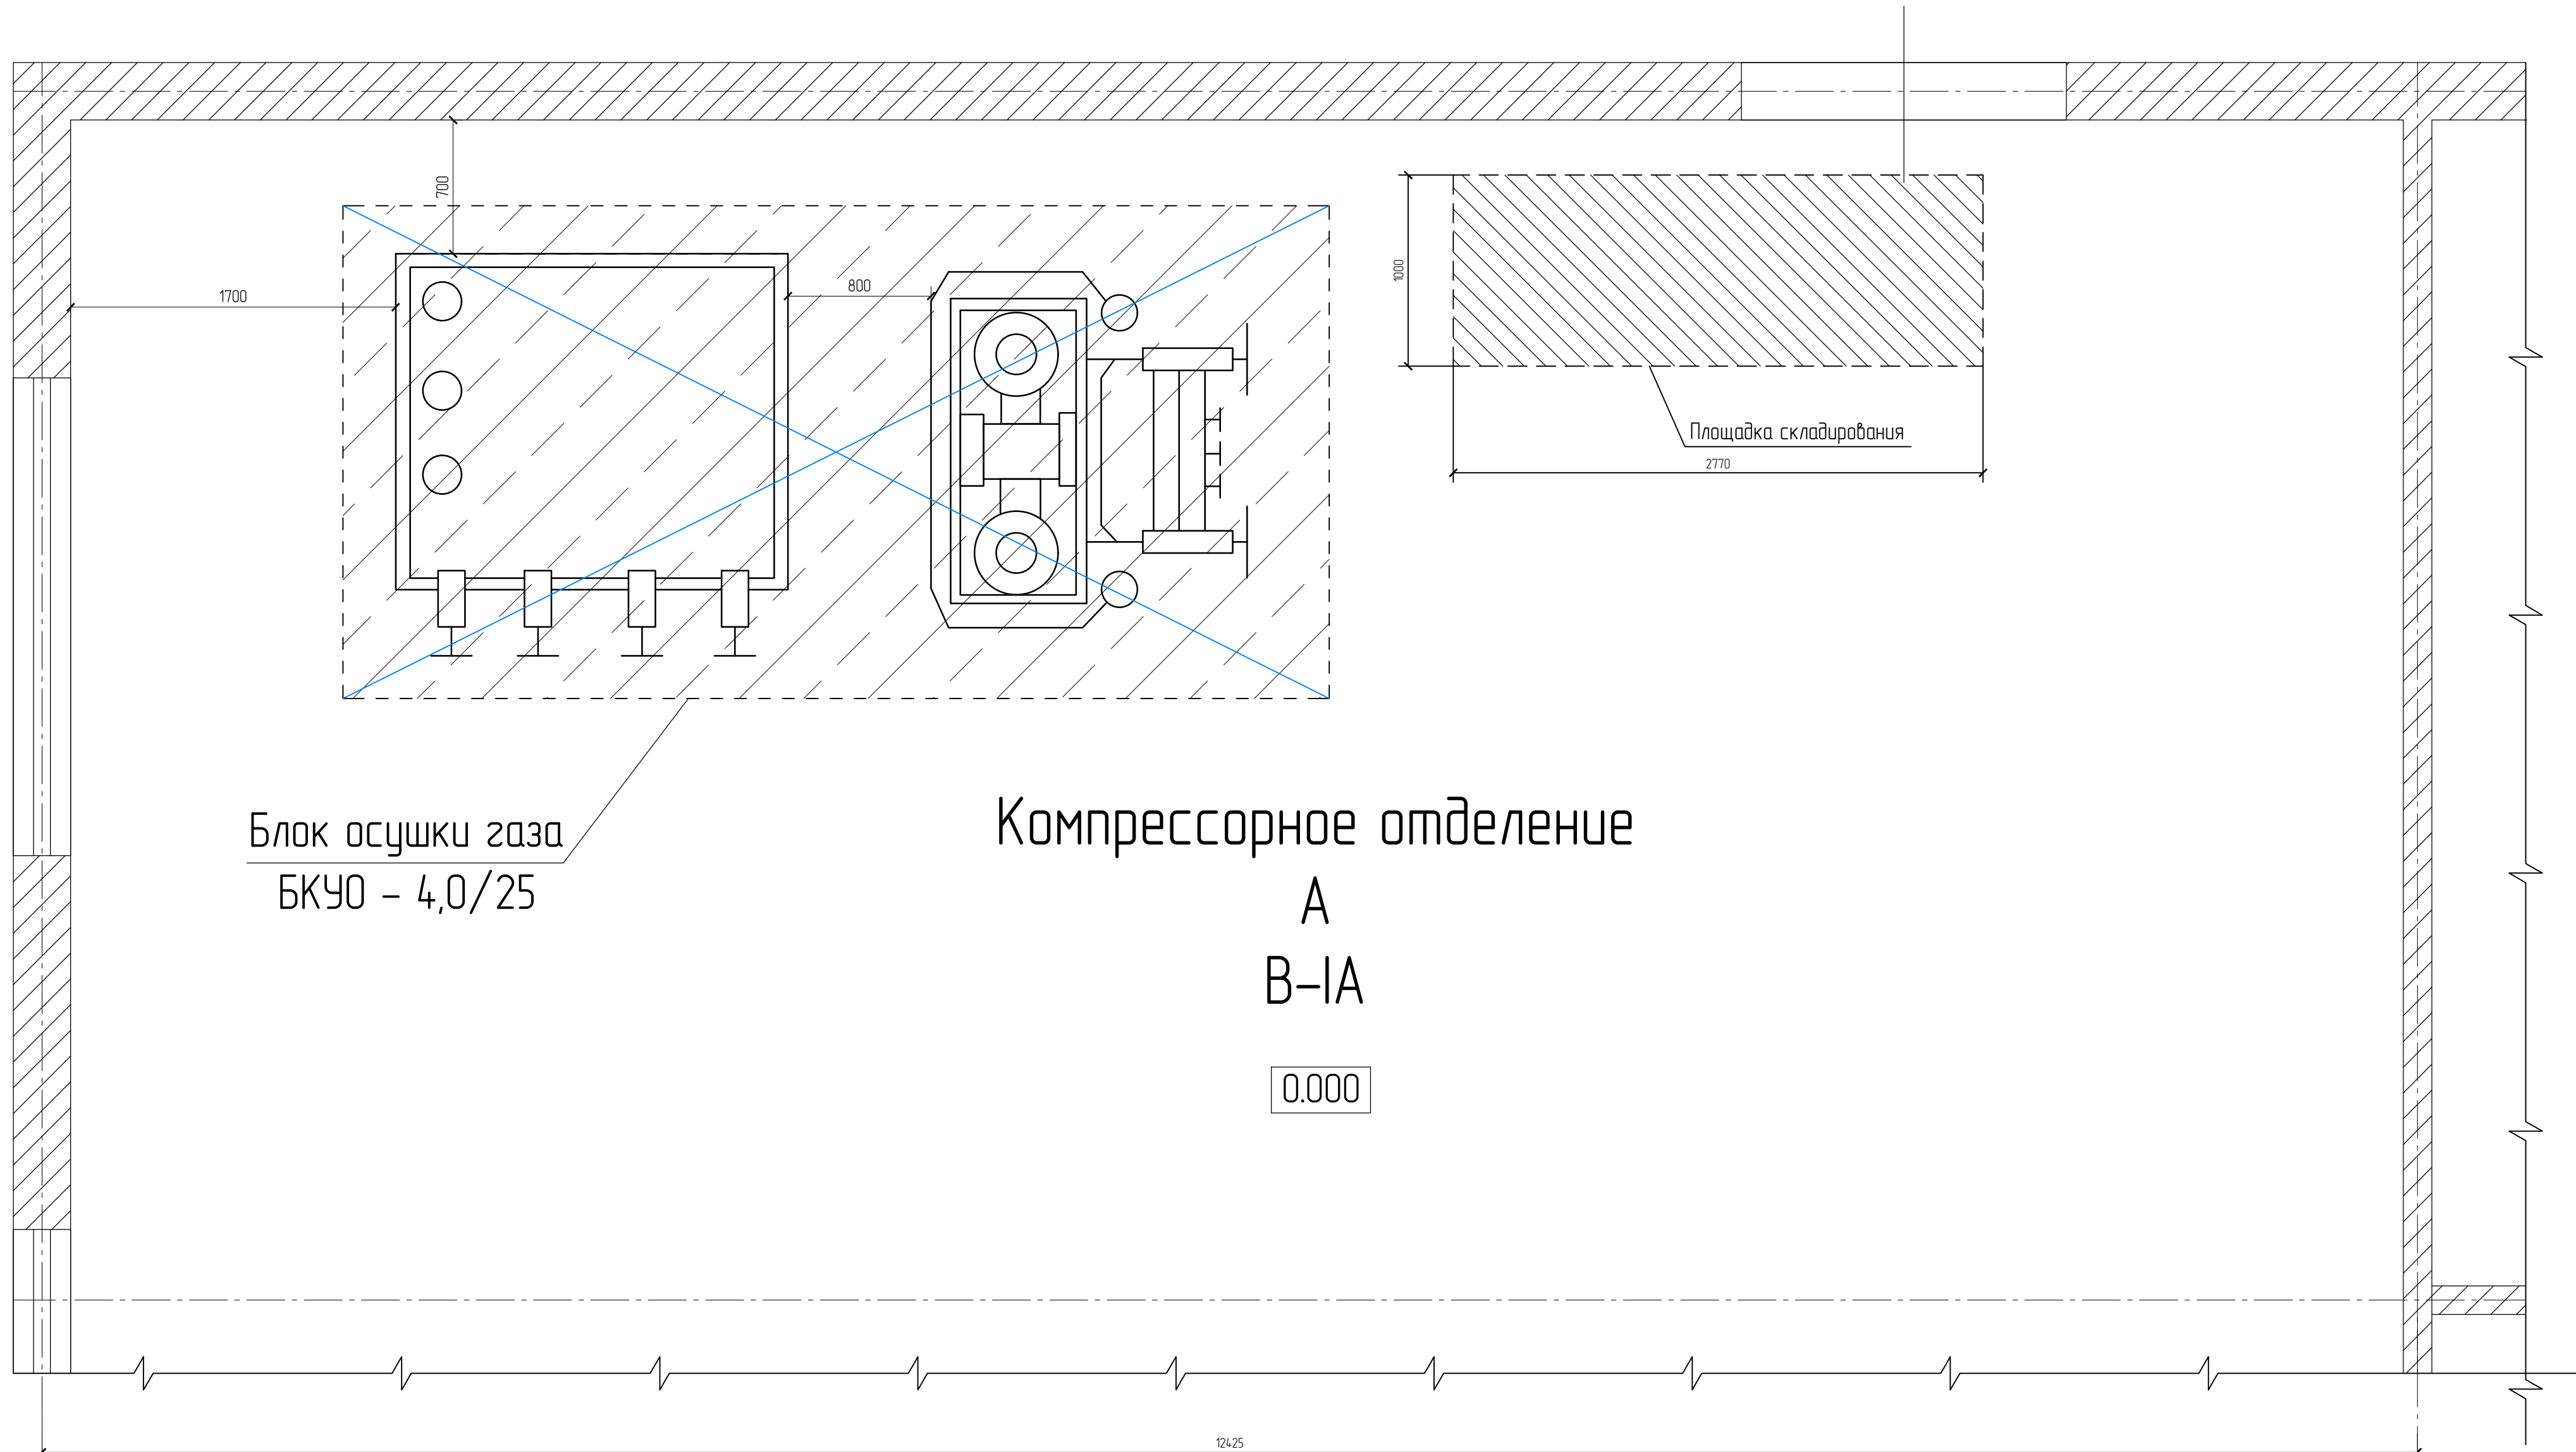 700
1700
800
1000
Площадка складирования
2770
Блок осушки газа
БКУО – 4,0/25
Компрессорное отделение
А
В–IА
0.000
12425